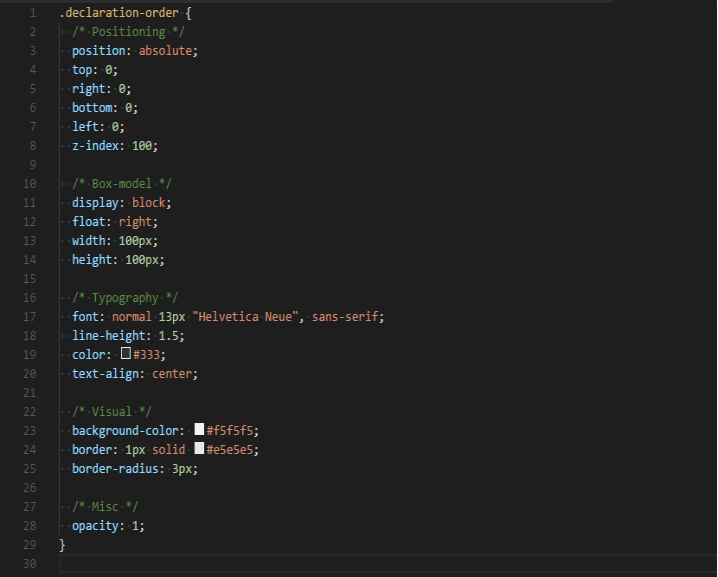 1 .declaration-order {
2   /* Positioning */
3   position: absolute;
4   top: 0;
5   right: 0;
6   bottom: 0;
7   left: 0;
8   z-index: 100;
9
10   /* Box-model */
11   display: block;
12   float: right;
13   width: 100px;
14   height: 100px;
15
16   /* Typography */
17   font: normal 13px "Helvetica Neue", sans-serif;
18   line-height: 1.5;
19   color: #333;
20   text-align: center;
21
22   /* Visual */
23   background-color: #f5f5f5;
24   border: 1px solid #e5e5e5;
25   border-radius: 3px;
26
27   /* Misc */
28   opacity: 1;
29 }
30